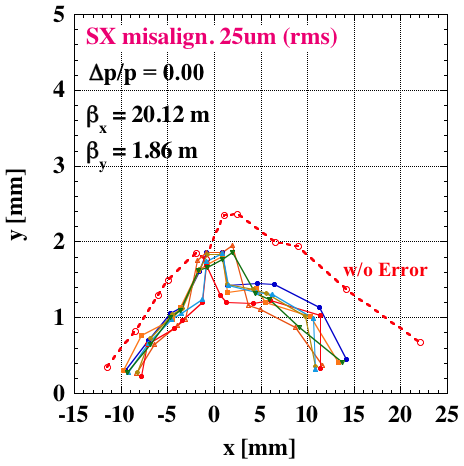 SX misalign. 25um (rms)
Δp/p = 0.00
βx = 20.12 m
βy = 1.86 m
w/o Error
y [mm]
5
4
3
2
1
0
-15 -10 -5 0 5 10 15 20 25
x [mm]